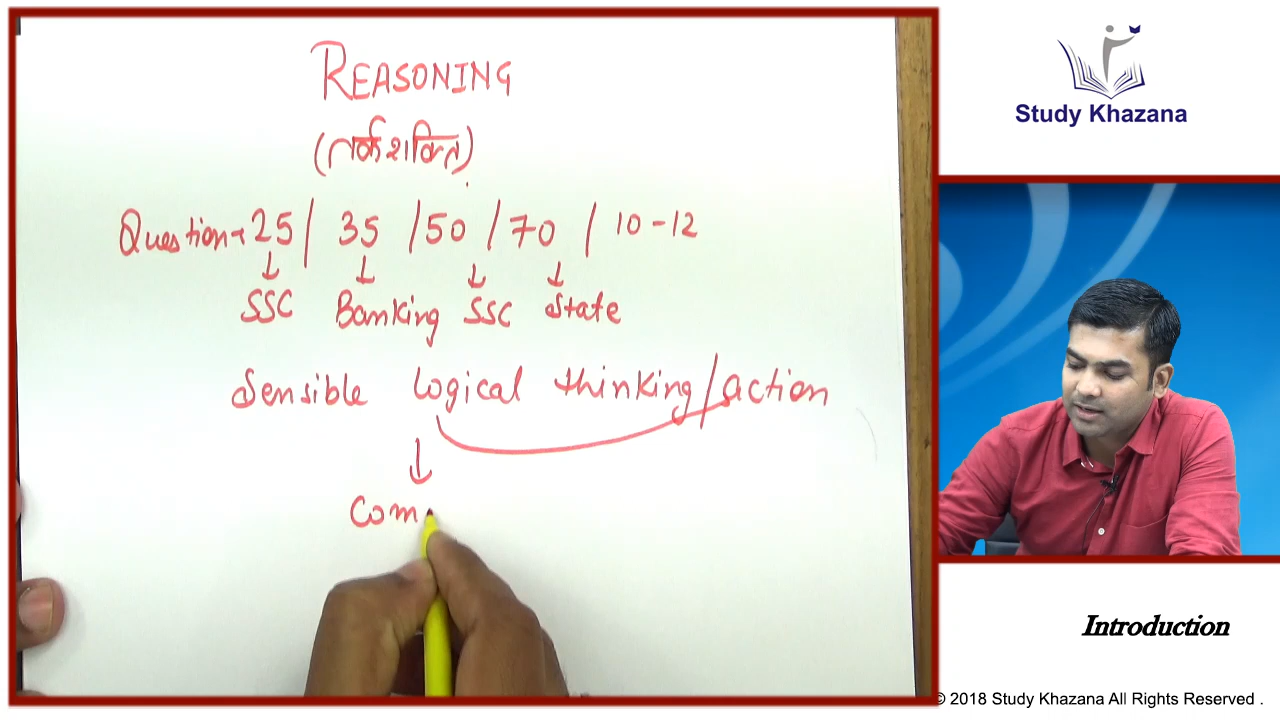 REASONING
(तर्कशक्ति)
Question → 25 / 35 / 50 / 70 / 10-12
↓ ↓ ↓ ↓
SSC Banking SSC State
Sensible logical thinking/action
↓
Com
Study Khazana
Introduction
© 2018 Study Khazana All Rights Reserved .